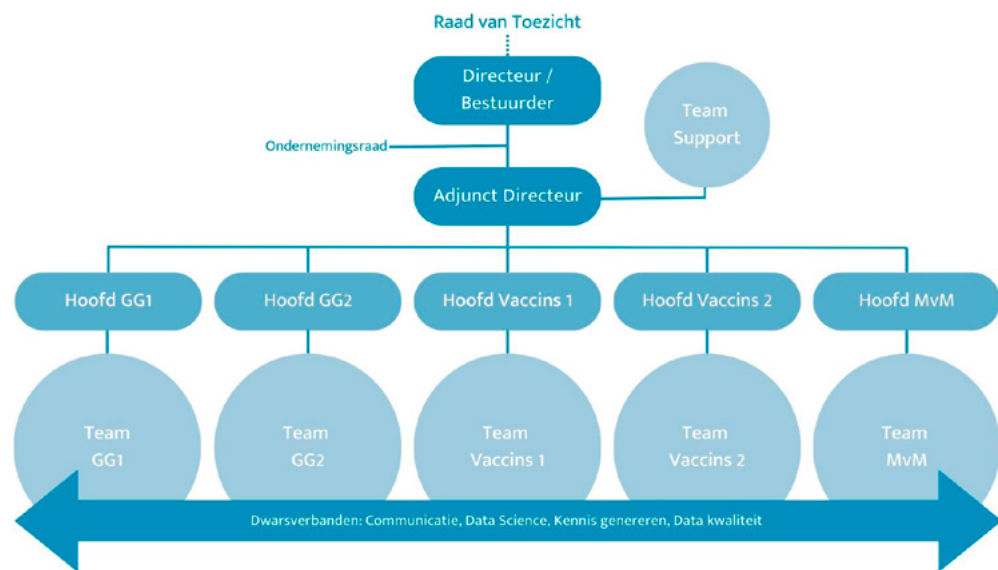 Raad van Toezicht
Directeur /
Bestuurder
Team
Support
Ondernemingsraad
Adjunct Directeur
Hoofd GG1
Hoofd GG2
Hoofd Vaccins 1
Hoofd Vaccins 2
Hoofd MvM
Team
GG1
Team
GG2
Team
Vaccins 1
Team
Vaccins 2
Team
MvM
Dwarsverbanden: Communicatie, Data Science, Kennis genereren, Data kwaliteit